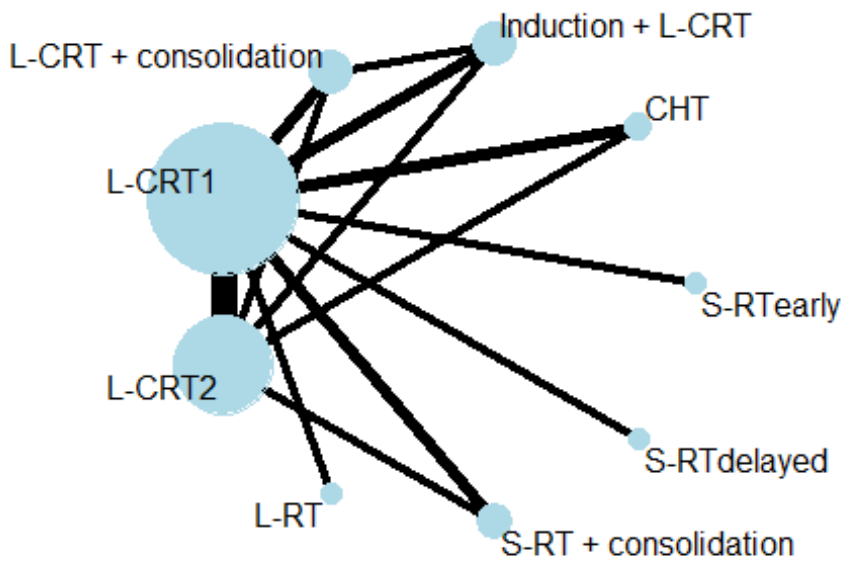 Induction + L-CRT
L-CRT + consolidation
CHT
L-CRT1
S-RTearly
L-CRT2
S-RTdelayed
L-RT
S-RT + consolidation